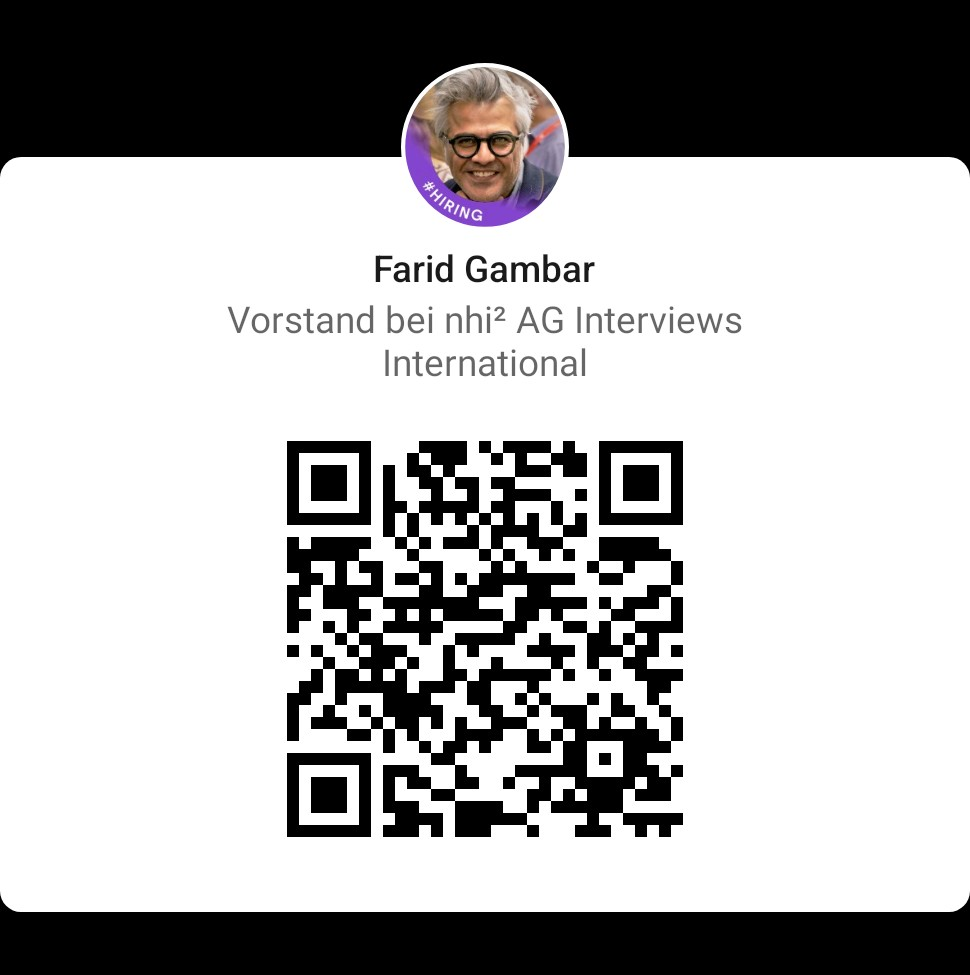 #HIRING
Farid Gambar
Vorstand bei nhi² AG Interviews
International